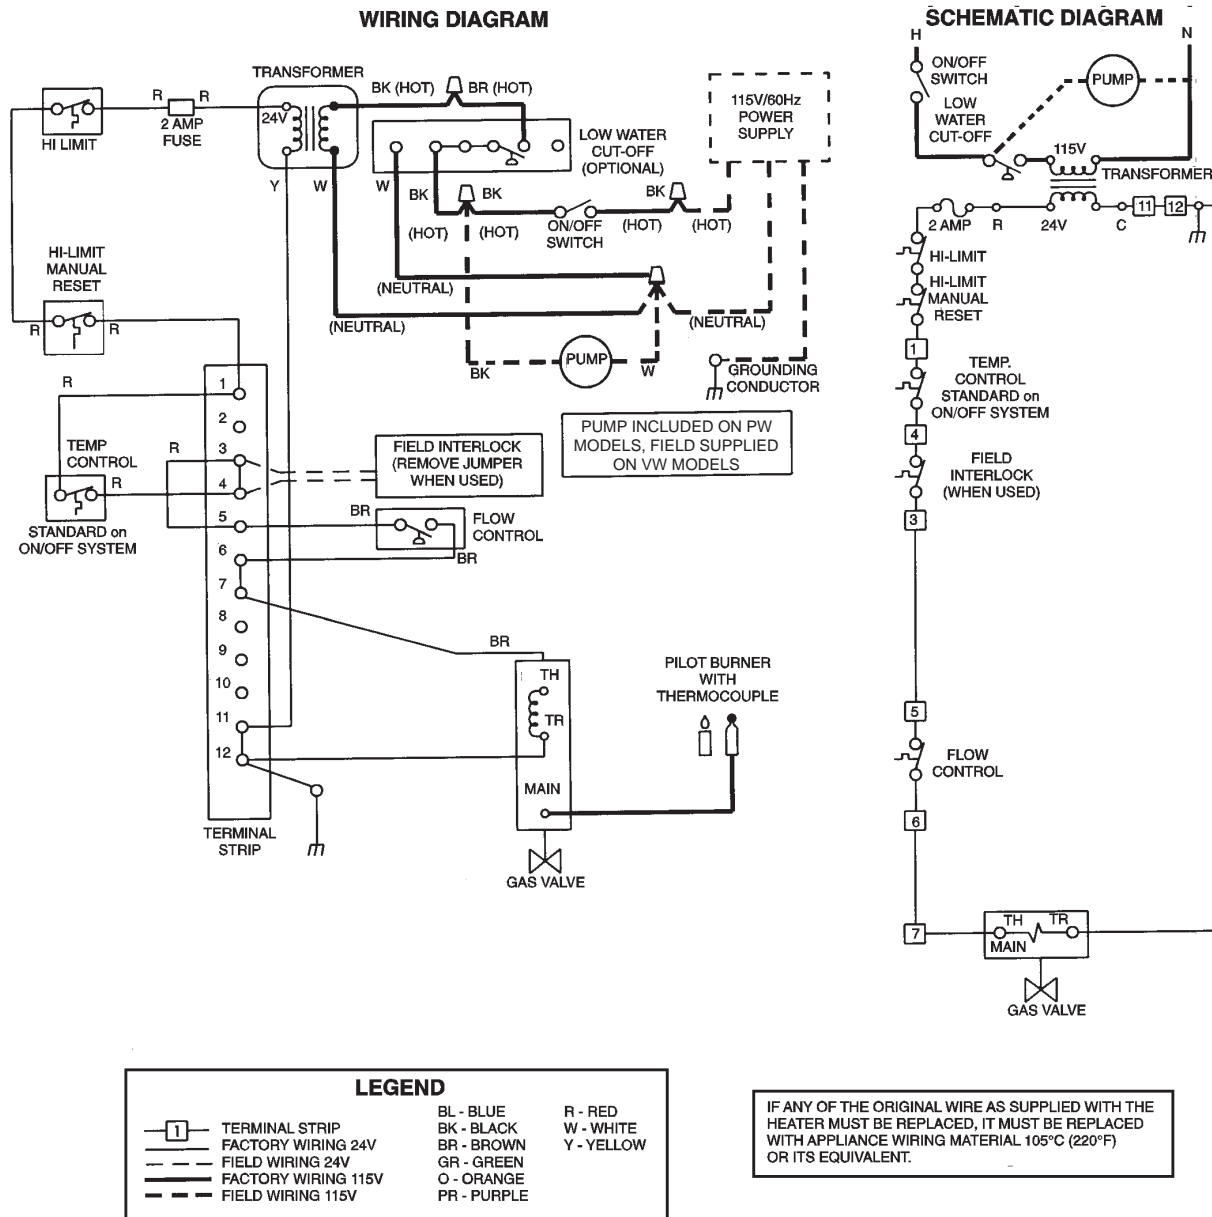 WIRING DIAGRAM
TRANSFORMER
24V
R
R
2 AMP
FUSE
HI LIMIT
BK (HOT)
BR (HOT)
115V/60Hz
POWER
SUPPLY
LOW WATER
CUT-OFF
(OPTIONAL)
Y
W
W
BK
BK
BK
(HOT)
(HOT)
ON/OFF
SWITCH
(HOT)
(HOT)
HI-LIMIT
MANUAL
RESET
R
R
(NEUTRAL)
(NEUTRAL)
(NEUTRAL)
BK
PUMP
W
GROUNDING
CONDUCTOR
PUMP INCLUDED ON PW
MODELS, FIELD SUPPLIED
ON VW MODELS
R
1
2
3
4
5
6
7
8
9
10
11
12
TERMINAL
STRIP
TEMP
CONTROL
R
R
STANDARD on
ON/OFF SYSTEM
FIELD INTERLOCK
(REMOVE JUMPER
WHEN USED)
BR
FLOW
CONTROL
BR
BR
TH
TR
MAIN
GAS VALVE
PILOT BURNER
WITH
THERMOCOUPLE
SCHEMATIC DIAGRAM
H
N
ON/OFF
SWITCH
PUMP
LOW
WATER
CUT-OFF
115V
TRANSFORMER
2 AMP
R
24V
C
11
12
HI-LIMIT
HI-LIMIT
MANUAL
RESET
1
TEMP.
CONTROL
STANDARD on
ON/OFF SYSTEM
4
FIELD
INTERLOCK
(WHEN USED)
3
5
FLOW
CONTROL
6
7
TH
TR
MAIN
GAS VALVE
LEGEND
1
TERMINAL STRIP
FACTORY WIRING 24V
FIELD WIRING 24V
FACTORY WIRING 115V
FIELD WIRING 115V
BL - BLUE
BK - BLACK
BR - BROWN
GR - GREEN
O - ORANGE
PR - PURPLE
R - RED
W - WHITE
Y - YELLOW
IF ANY OF THE ORIGINAL WIRE AS SUPPLIED WITH THE
HEATER MUST BE REPLACED, IT MUST BE REPLACED
WITH APPLIANCE WIRING MATERIAL 105°C (220°F)
OR ITS EQUIVALENT.